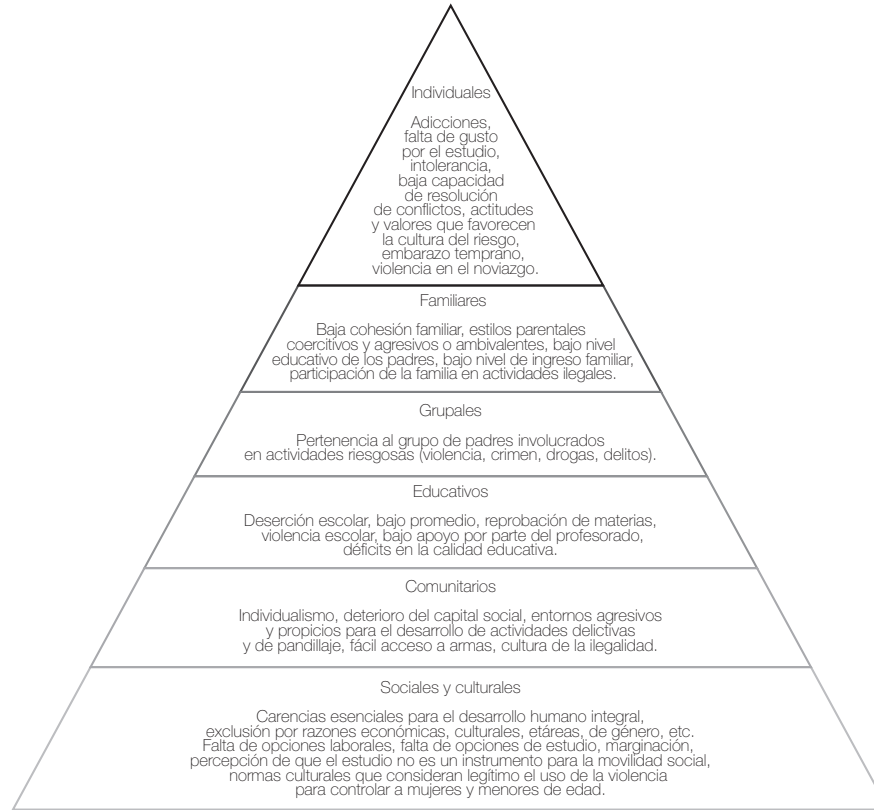 Individuales
Adicciones,
falta de gusto
por el estudio,
intolerancia,
baja capacidad
de resolución
de conflictos, actitudes
y valores que favorecen
la cultura del riesgo,
embarazo temprano,
violencia en el noviazgo.
Familiares
Baja cohesión familiar, estilos parentales
coercitivos y agresivos o ambivalentes, bajo nivel
educativo de los padres, bajo nivel de ingreso familiar,
participación de la familia en actividades ilegales.
Grupales
Pertenencia al grupo de padres involucrados
en actividades riesgosas (violencia, crimen, drogas, delitos).
Educativos
Deserción escolar, bajo promedio, reprobación de materias,
violencia escolar, bajo apoyo por parte del profesorado,
déficits en la calidad educativa.
Comunitarios
Individualismo, deterioro del capital social, entornos agresivos
y propicios para el desarrollo de actividades delictivas
y de pandillaje, fácil acceso a armas, cultura de la ilegalidad.
Sociales y culturales
Carencias esenciales para el desarrollo humano integral,
exclusión por razones económicas, culturales, etáreas, de género, etc.
Falta de opciones laborales, falta de opciones de estudio, marginación,
percepción de que el estudio no es un instrumento para la movilidad social,
normas culturales que consideran legítimo el uso de la violencia
para controlar a mujeres y menores de edad.